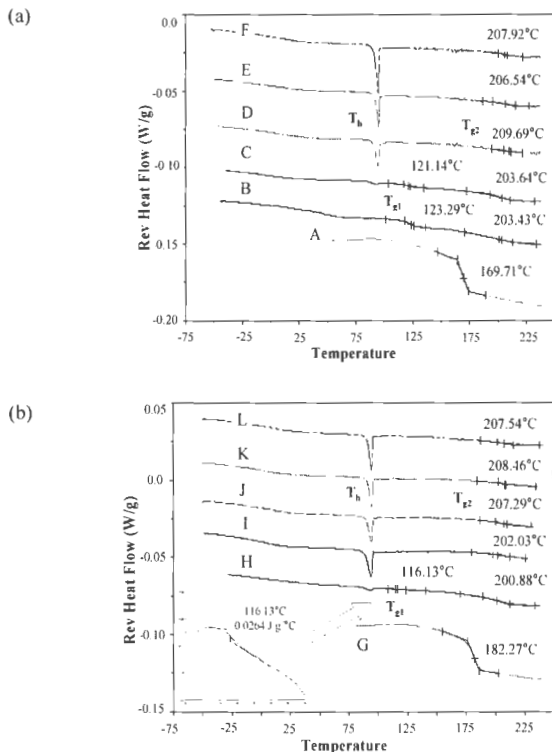 (a)
0.0
-0.05
-0.10
-0.15
-0.20
Rev Heat Flow (W/g)
F
207.92°C
E
206.54°C
Th
Tg2
D
209.69°C
C
121.14°C
203.64°C
Tg1
B
123.29°C
203.43°C
A
169.71°C
-75 -25 25 75 125 175 225
Temperature
(b)
0.05
0.0
-0.05
-0.10
-0.15
Rev Heat Flow (W/g)
L
207.54°C
K
208.46°C
Th
Tg2
J
207.29°C
I
202.03°C
H
116.13°C
200.88°C
Tg1
116 13°C
0.0264 J g °C
G
182.27°C
-75 -25 25 75 125 175 225
Temperature